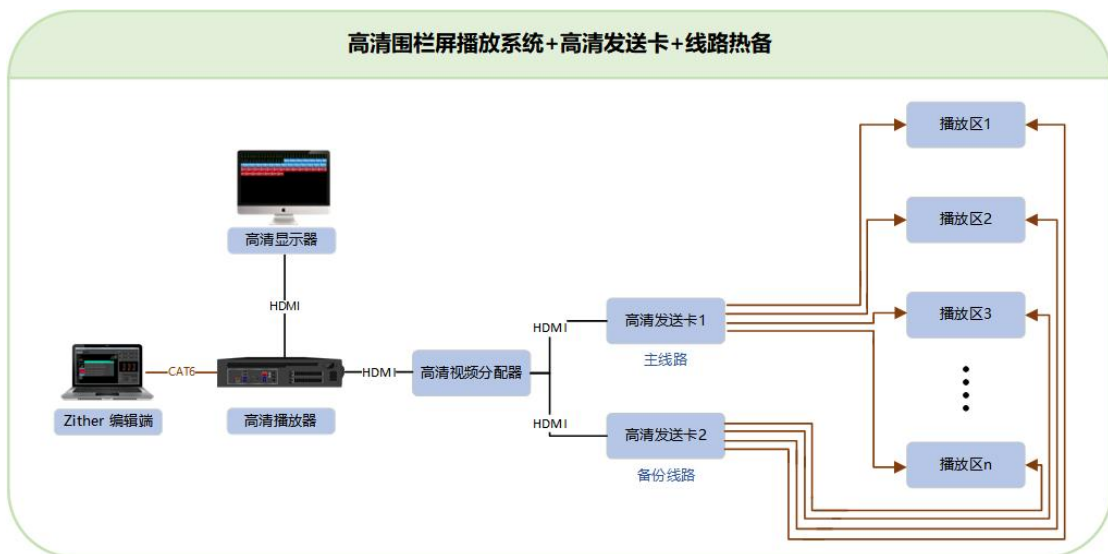 高清围栏屏播放系统+高清发送卡+线路热备
高清显示器
HDMI
Zither 编辑端
CAT6
高清播放器
HDMI
高清视频分配器
HDMI
HDMI
高清发送卡1
主线路
高清发送卡2
备份线路
播放区1
播放区2
播放区3
播放区n